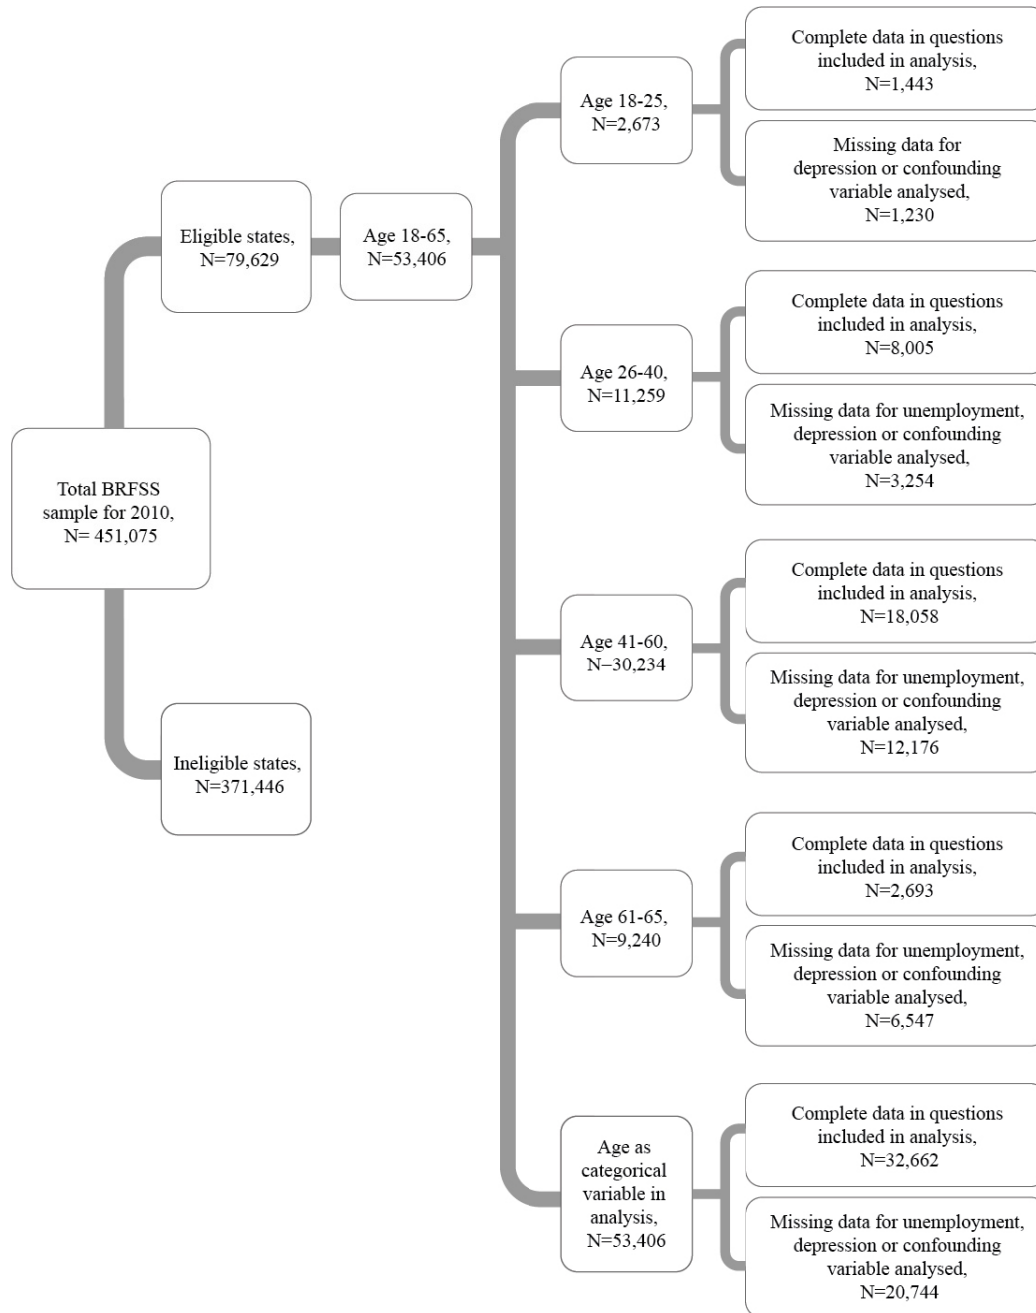 Total BRFSS
sample for 2010,
N= 451,075
Eligible states,
N=79,629
Ineligible states,
N=371,446
Age 18-65,
N=53,406
Age 18-25,
N=2,673
Complete data in questions
included in analysis,
N=1,443
Missing data for
depression or confounding
variable analysed,
N=1,230
Age 26-40,
N=11,259
Complete data in questions
included in analysis,
N=8,005
Missing data for unemployment,
depression or confounding
variable analysed,
N=3,254
Age 41-60,
N–30,234
Complete data in questions
included in analysis,
N=18,058
Missing data for unemployment,
depression or confounding
variable analysed,
N=12,176
Age 61-65,
N=9,240
Complete data in questions
included in analysis,
N=2,693
Missing data for unemployment,
depression or confounding
variable analysed,
N=6,547
Age as
categorical
variable in
analysis,
N=53,406
Complete data in questions
included in analysis,
N=32,662
Missing data for unemployment,
depression or confounding
variable analysed,
N=20,744